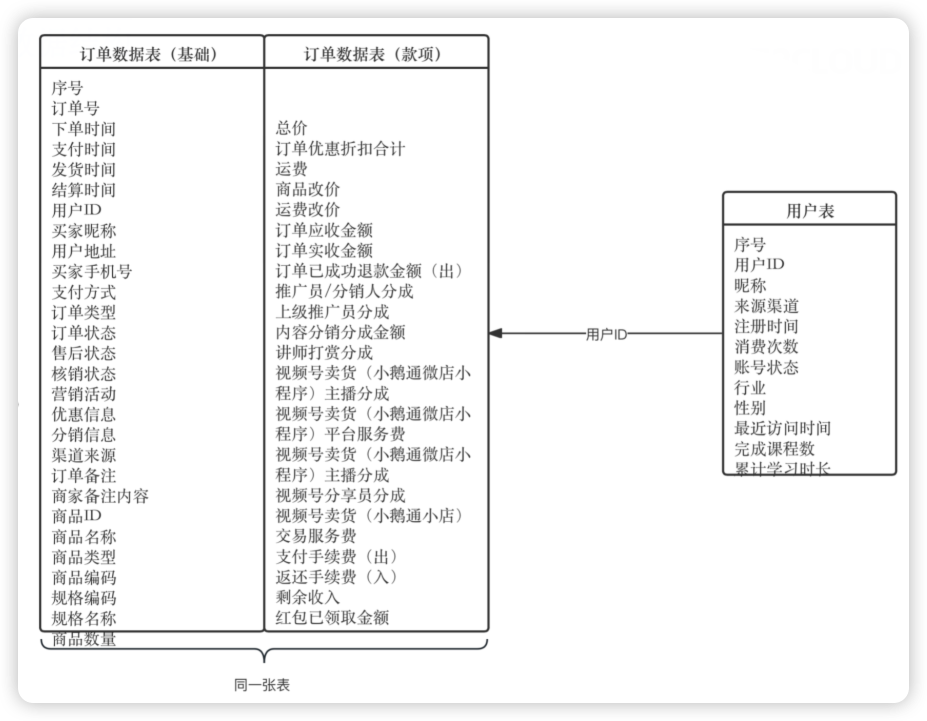 订单数据表（基础）
序号
订单号
下单时间
支付时间
发货时间
结算时间
用户ID
买家昵称
用户地址
买家手机号
支付方式
订单类型
订单状态
售后状态
核销状态
营销活动
优惠信息
分销信息
渠道来源
订单备注
商家备注内容
商品ID
商品名称
商品类型
商品编码
规格编码
规格名称
商品数量
订单数据表（款项）
总价
订单优惠折扣合计
运费
商品改价
运费改价
订单应收金额
订单实收金额
订单已成功退款金额（出）
推广员/分销人分成
上级推广员分成
内容分销分成金额
讲师打赏分成
视频号卖货（小鹅通微店小
程序）主播分成
视频号卖货（小鹅通微店小
程序）平台服务费
视频号卖货（小鹅通微店小
程序）主播分成
视频号分享员分成
视频号卖货（小鹅通小店）
交易服务费
支付手续费（出）
返还手续费（入）
剩余收入
红包已领取金额
同一张表
用户ID
用户表
序号
用户ID
昵称
来源渠道
注册时间
消费次数
账号状态
行业
性别
最近访问时间
完成课程数
累计学习时长